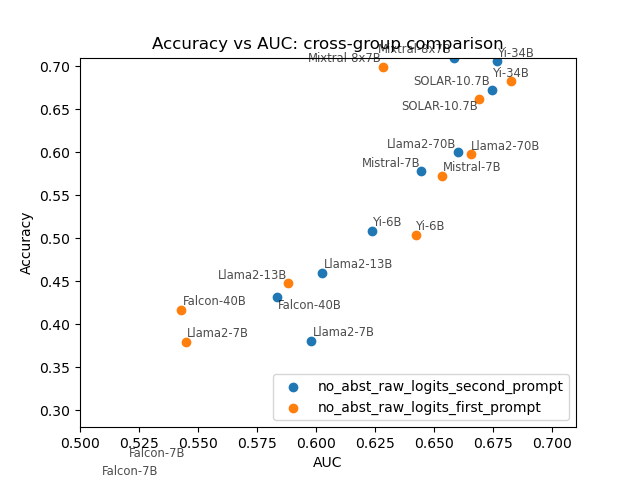 Accuracy vs AUC: cross-group comparison
Mixtral-8x7B
Mixtral-8x7B
Yi-34B
Yi-34B
SOLAR-10.7B
SOLAR-10.7B
Llama2-70B
Llama2-70B
Mistral-7B
Mistral-7B
Yi-6B
Yi-6B
Llama2-13B
Llama2-13B
Falcon-40B
Falcon-40B
Llama2-7B
Llama2-7B
Falcon-7B
Falcon-7B
0.70
0.65
0.60
0.55
0.50
0.45
0.40
0.35
0.30
Accuracy
0.500
0.525
0.550
0.575
0.600
0.625
0.650
0.675
0.700
AUC
no_abst_raw_logits_second_prompt
no_abst_raw_logits_first_prompt